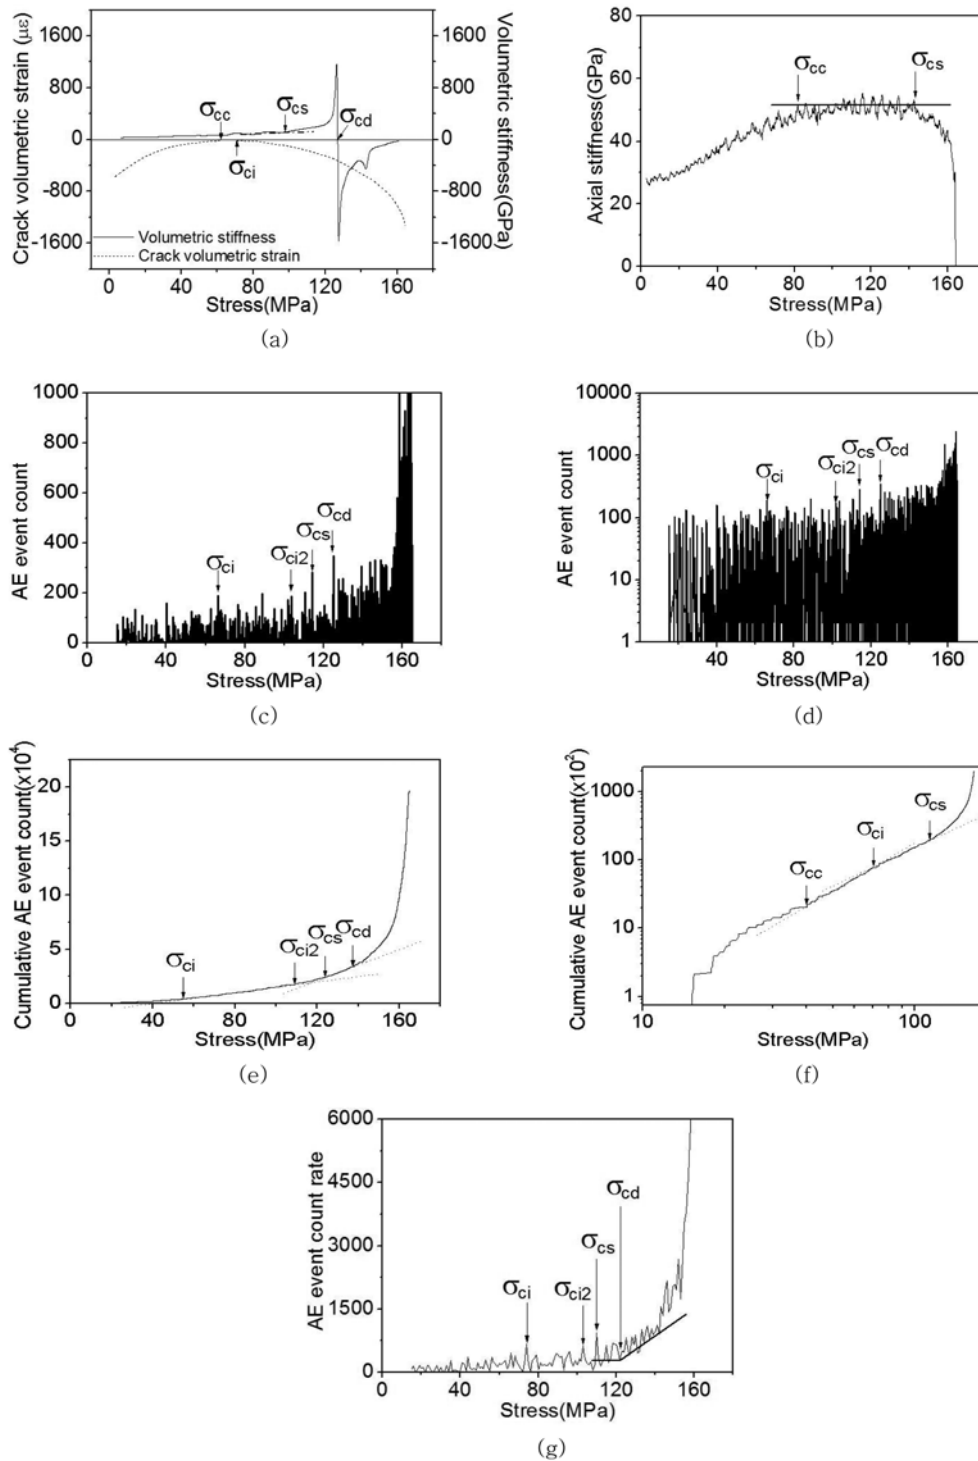 Crack volumetric strain (με)
Volumetric stiffness(GPa)
1600
800
0
-800
-1600
1600
800
0
-800
-1600
σcc
σcs
σcd
σci
Volumetric stiffness
Crack volumetric strain
0 40 80 120 160
Stress(MPa)
(a)
Axial stiffness(GPa)
80
60
40
20
0
σcc
σcs
0 40 80 120 160
Stress(MPa)
(b)
AE event count
1000
800
600
400
200
0
σci
σci2
σcs
σcd
0 40 80 120 160
Stress(MPa)
(c)
AE event count
10000
1000
100
10
1
σci
σci2
σcs
σcd
40 80 120 160
Stress(MPa)
(d)
Cumulative AE event count(x10⁴)
20
15
10
5
0
σci
σci2
σcs
σcd
0 40 80 120 160
Stress(MPa)
(e)
Cumulative AE event count(x10²)
1000
100
10
1
σcc
σci
σcs
10 100
Stress(MPa)
(f)
AE event count rate
6000
4500
3000
1500
0
σci
σci2
σcs
σcd
0 40 80 120 160
Stress(MPa)
(g)